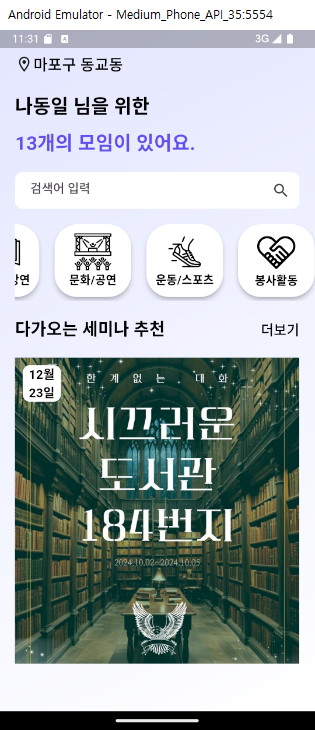 Android Emulator - Medium_Phone_API_35:5554
11:31
A
3G
마포구 동교동
나동일 님을 위한
13개의 모임이 있어요.
검색어 입력
강연
문화/공연
운동/스포츠
봉사활동
다가오는 세미나 추천
더보기
12월
23일
한계없는 대화
시끄러운
도서관
184번지
2024.10.02~2024.10.05